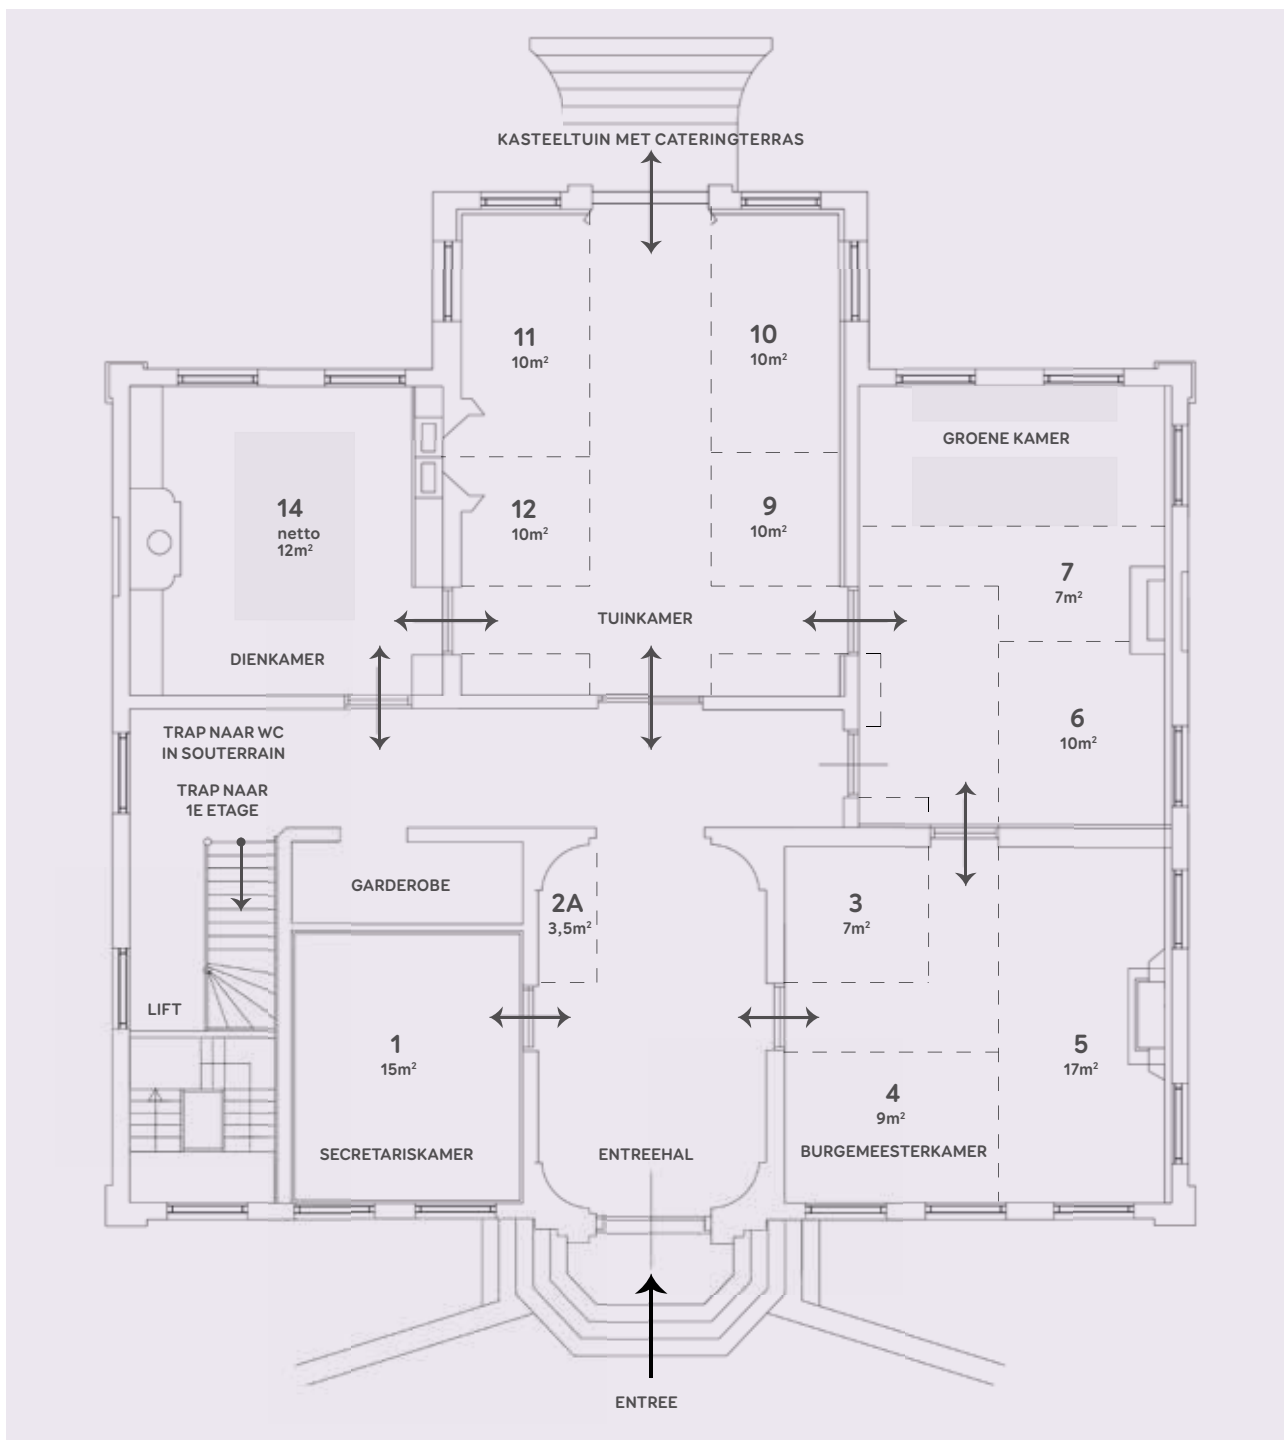 KASTEELTUIN MET CATERINGTERRAS
11
10m²
10
10m²
GROENE KAMER
14
netto
12m²
12
10m²
9
10m²
7
7m²
TUINKAMER
DIENKAMER
6
10m²
TRAP NAAR WC
IN SOUTERRAIN
TRAP NAAR
1E ETAGE
GARDEROBE
2A
3,5m²
3
7m²
LIFT
1
15m²
5
17m²
4
9m²
SECRETARISKAMER
ENTREEHAL
BURGEMEESTERKAMER
ENTREE